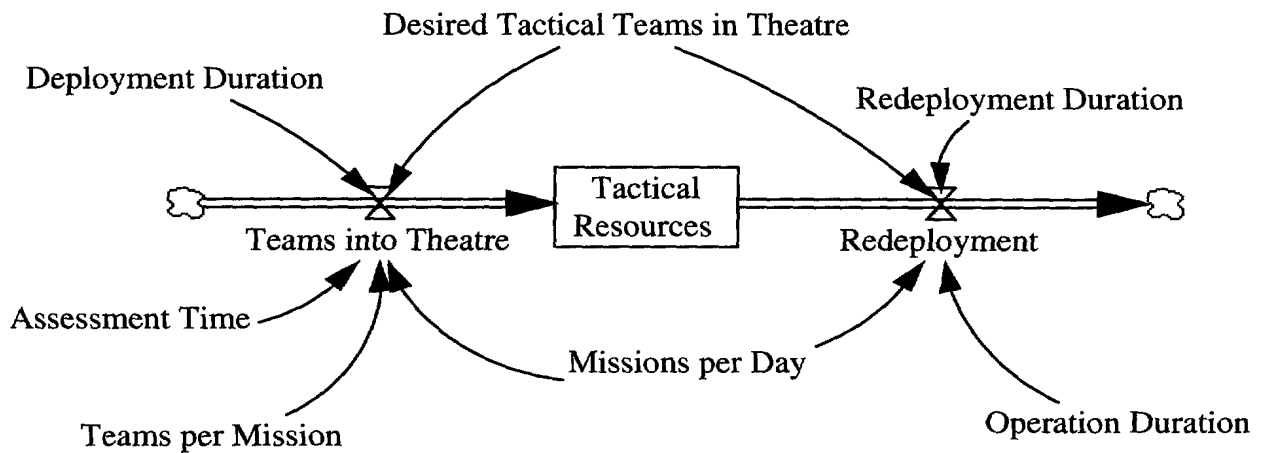 Desired Tactical Teams in Theatre
Deployment Duration
Redeployment Duration
Tactical
Resources
Teams into Theatre
Redeployment
Assessment Time
Missions per Day
Teams per Mission
Operation Duration